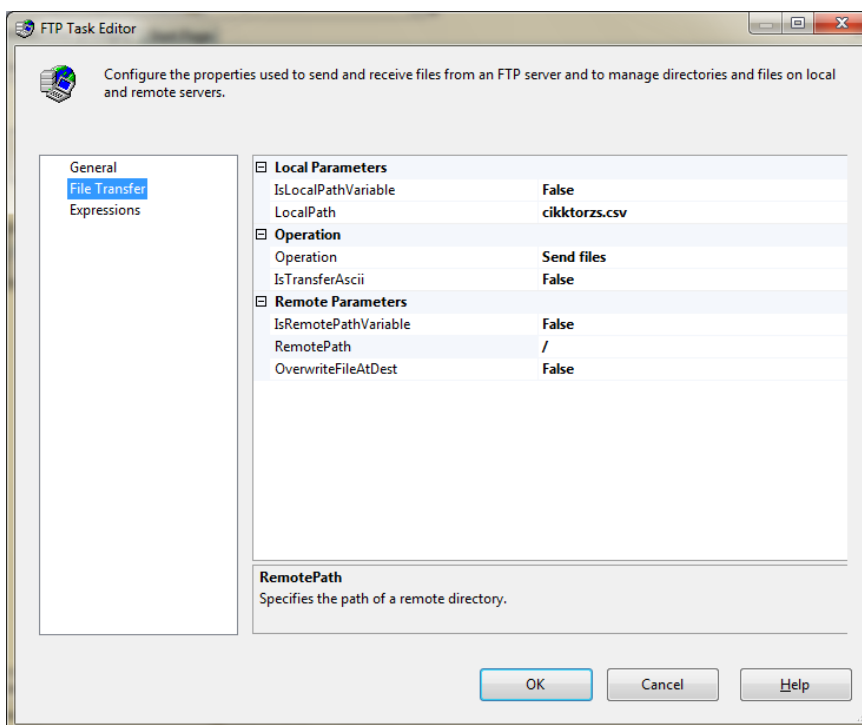 FTP Task Editor
Configure the properties used to send and receive files from an FTP server and to manage directories and files on local
and remote servers.
General
File Transfer
Expressions
Local Parameters
IsLocalPathVariable False
LocalPath cikktorzs.csv
Operation
Operation Send files
IsTransferAscii False
Remote Parameters
IsRemotePathVariable False
RemotePath /
OverwriteFileAtDest False
RemotePath
Specifies the path of a remote directory.
OK Cancel Help